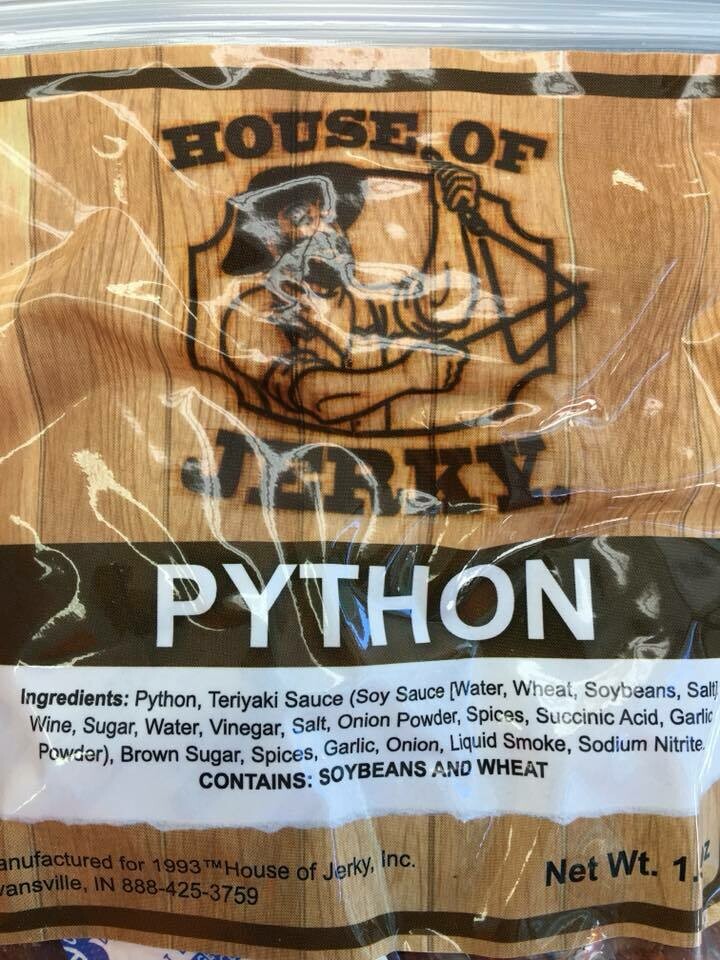 HOUSE OF
JERKY.
PYTHON
Ingredients: Python, Teriyaki Sauce (Soy Sauce [Water, Wheat, Soybeans, Salt]
Wine, Sugar, Water, Vinegar, Salt, Onion Powder, Spices, Succinic Acid, Garlic
Powder), Brown Sugar, Spices, Garlic, Onion, Liquid Smoke, Sodium Nitrite.
CONTAINS: SOYBEANS AND WHEAT
anufactured for 1993™House of Jerky, Inc.
vansville, IN 888-425-3759
Net Wt. 1.